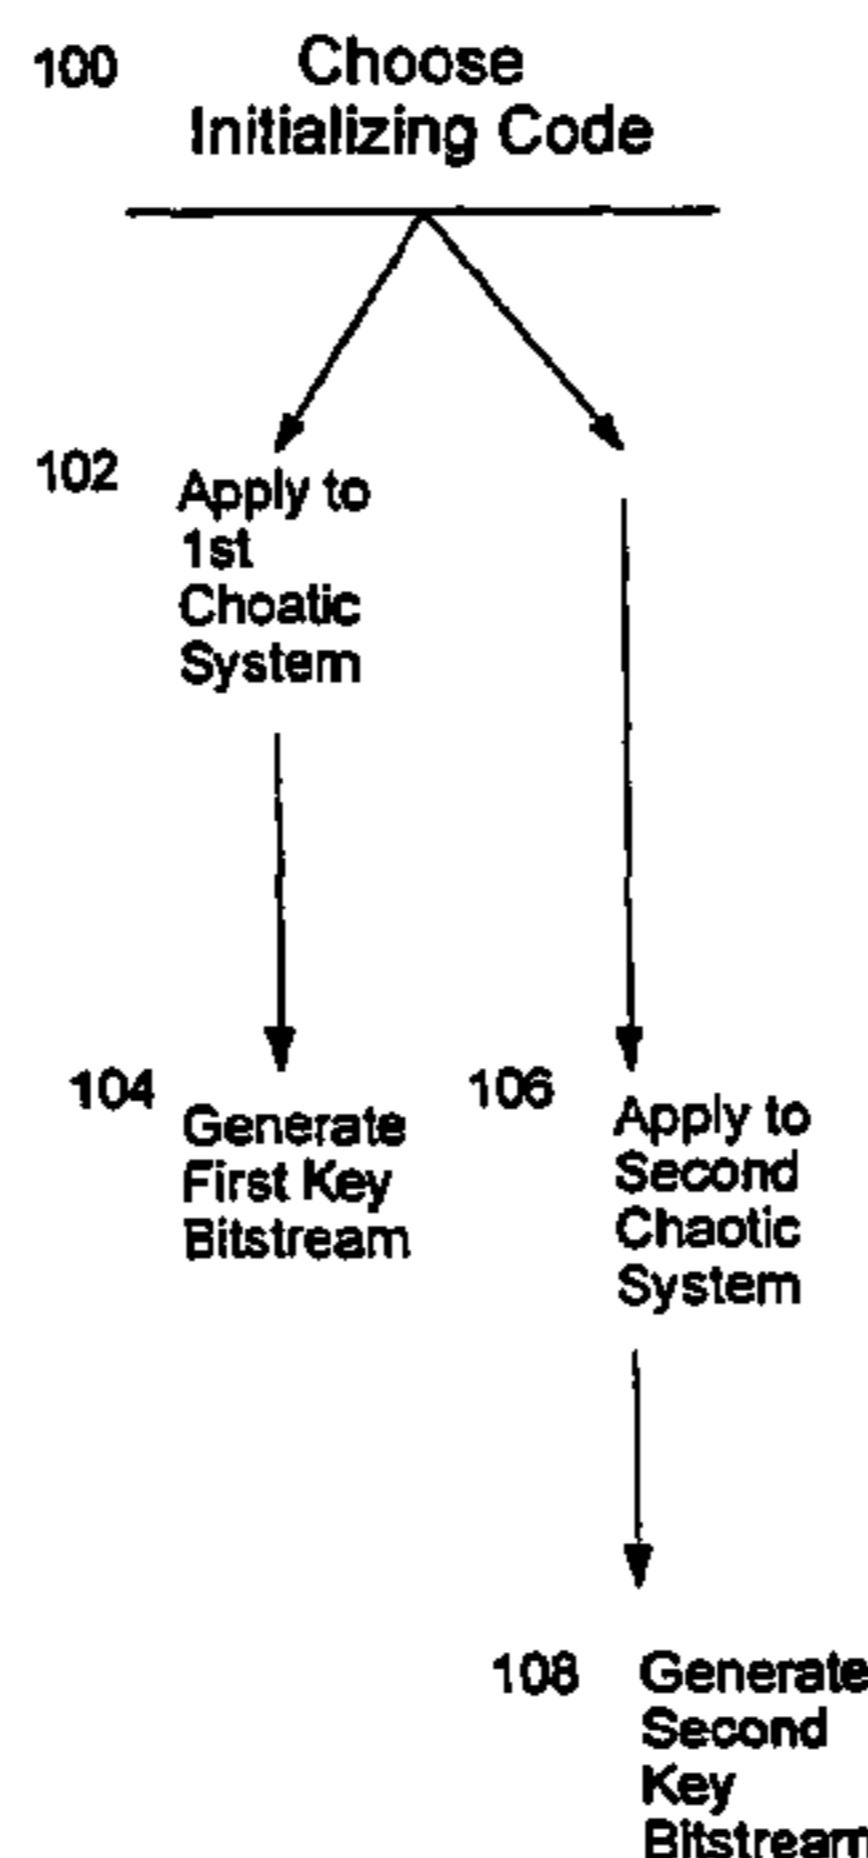 100 Choose
Initializing Code
102 Apply to
1st
Choatic
System
104 Generate
First Key
Bitstream
106 Apply to
Second
Chaotic
System
108 Generate
Second
Key
Bitstream